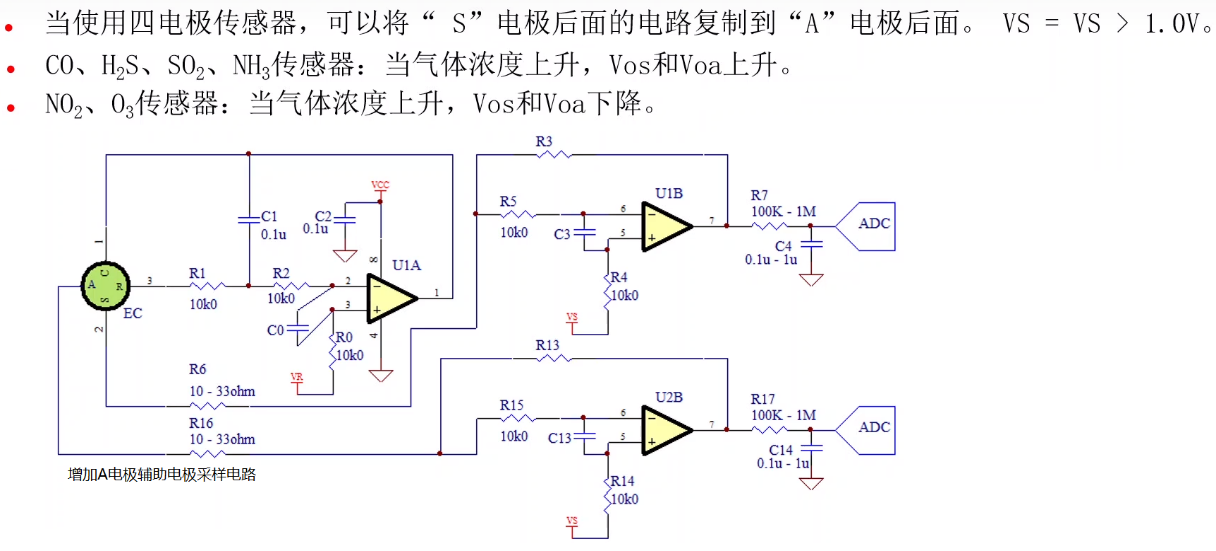 当使用四电极传感器，可以将“ S”电极后面的电路复制到“A”电极后面。 VS = VS > 1.0V。
CO、H₂S、SO₂、NH₃传感器：当气体浓度上升，Vos和Voa上升。
NO₂、O₃传感器：当气体浓度上升，Vos和Voa下降。
R3
VCC
U1B
R5
R7
100K - 1M
C1
0.1u
C2
0.1u
6
7
ADC
10k0
C3
5
C4
0.1u - 1u
1
8
U1A
C
A
R
S
3
R1
R2
2
1
R4
10k0
EC
10k0
10k0
3
C0
R0
10k0
4
VS
2
R13
R6
VR
10 - 33ohm
U2B
R17
100K - 1M
R15
R16
10 - 33ohm
6
7
ADC
10k0
C13
5
C14
0.1u - 1u
增加A电极辅助电极采样电路
R14
10k0
VS